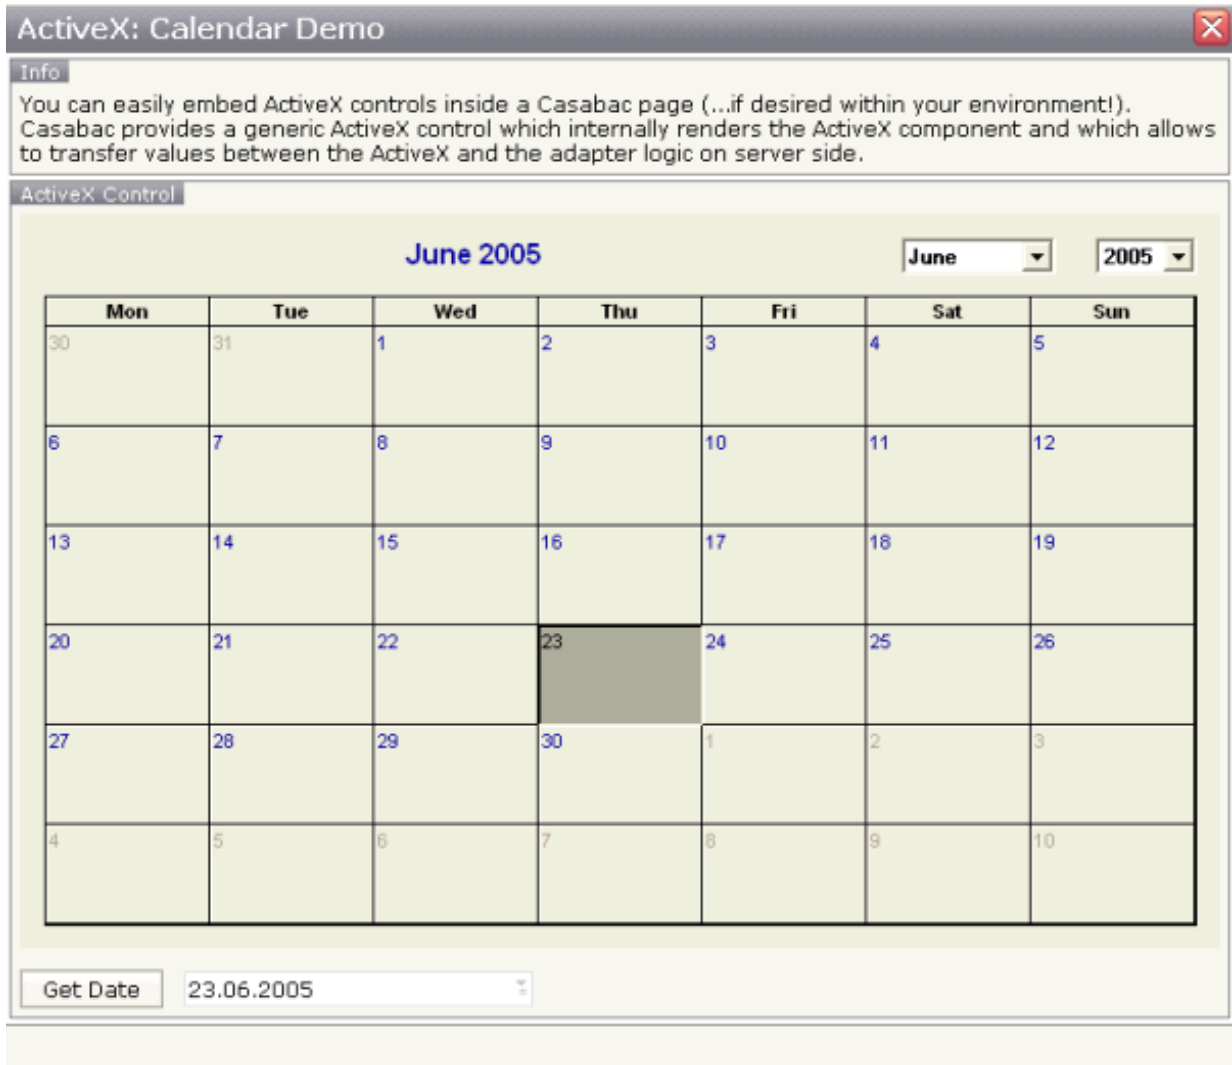 ActiveX: Calendar Demo
Info
You can easily embed ActiveX controls inside a Casabac page (...if desired within your environment!).
Casabac provides a generic ActiveX control which internally renders the ActiveX component and which allows
to transfer values between the ActiveX and the adapter logic on server side.
ActiveX Control
June 2005 June 2005
Mon Tue Wed Thu Fri Sat Sun
30 31 1 2 3 4 5
6 7 8 9 10 11 12
13 14 15 16 17 18 19
20 21 22 23 24 25 26
27 28 29 30 1 2 3
4 5 6 7 8 9 10
Get Date 23.06.2005